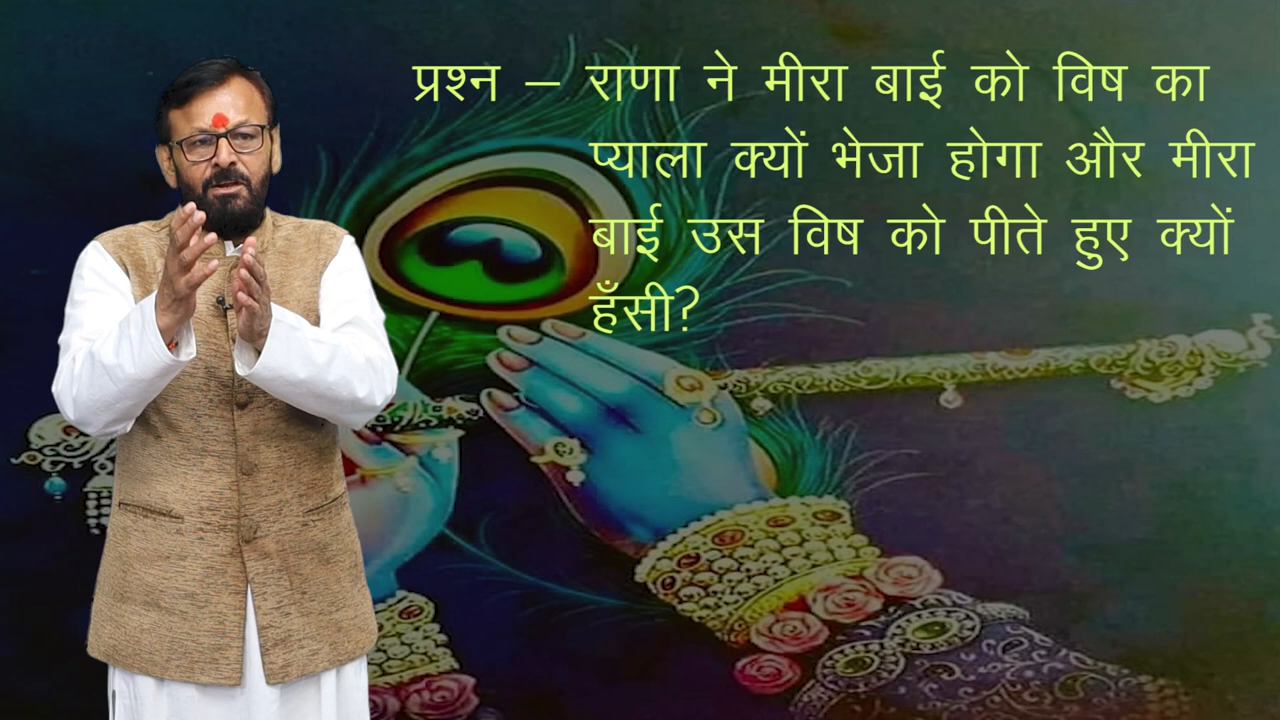 प्रश्न – राणा ने मीरा बाई को विष का
प्याला क्यों भेजा होगा और मीरा
बाई उस विष को पीते हुए क्यों
हँसी?